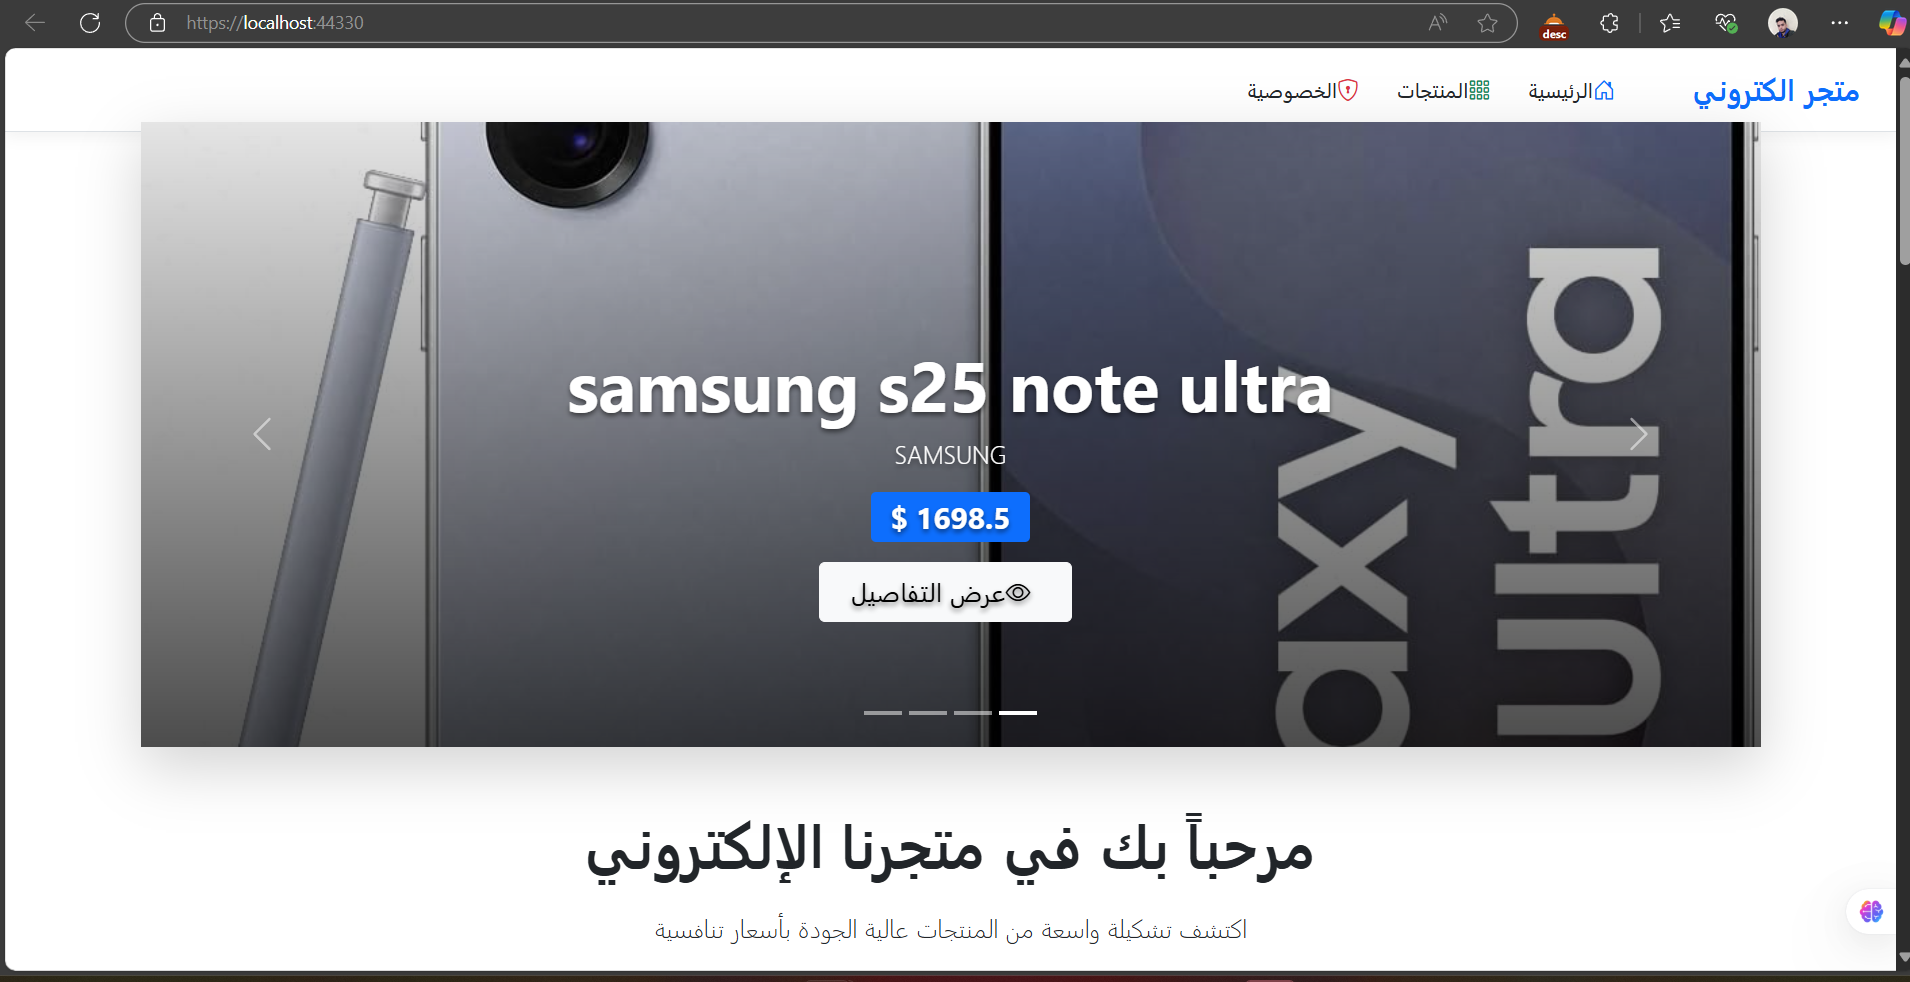 https://localhost:44330
desc
متجر الكتروني
الرئيسية
المنتجات
الخصوصية
axy
Ultra
samsung s25 note ultra
SAMSUNG
$ 1698.5
عرض التفاصيل
مرحباً بك في متجرنا الإلكتروني
اكتشف تشكيلة واسعة من المنتجات عالية الجودة بأسعار تنافسية